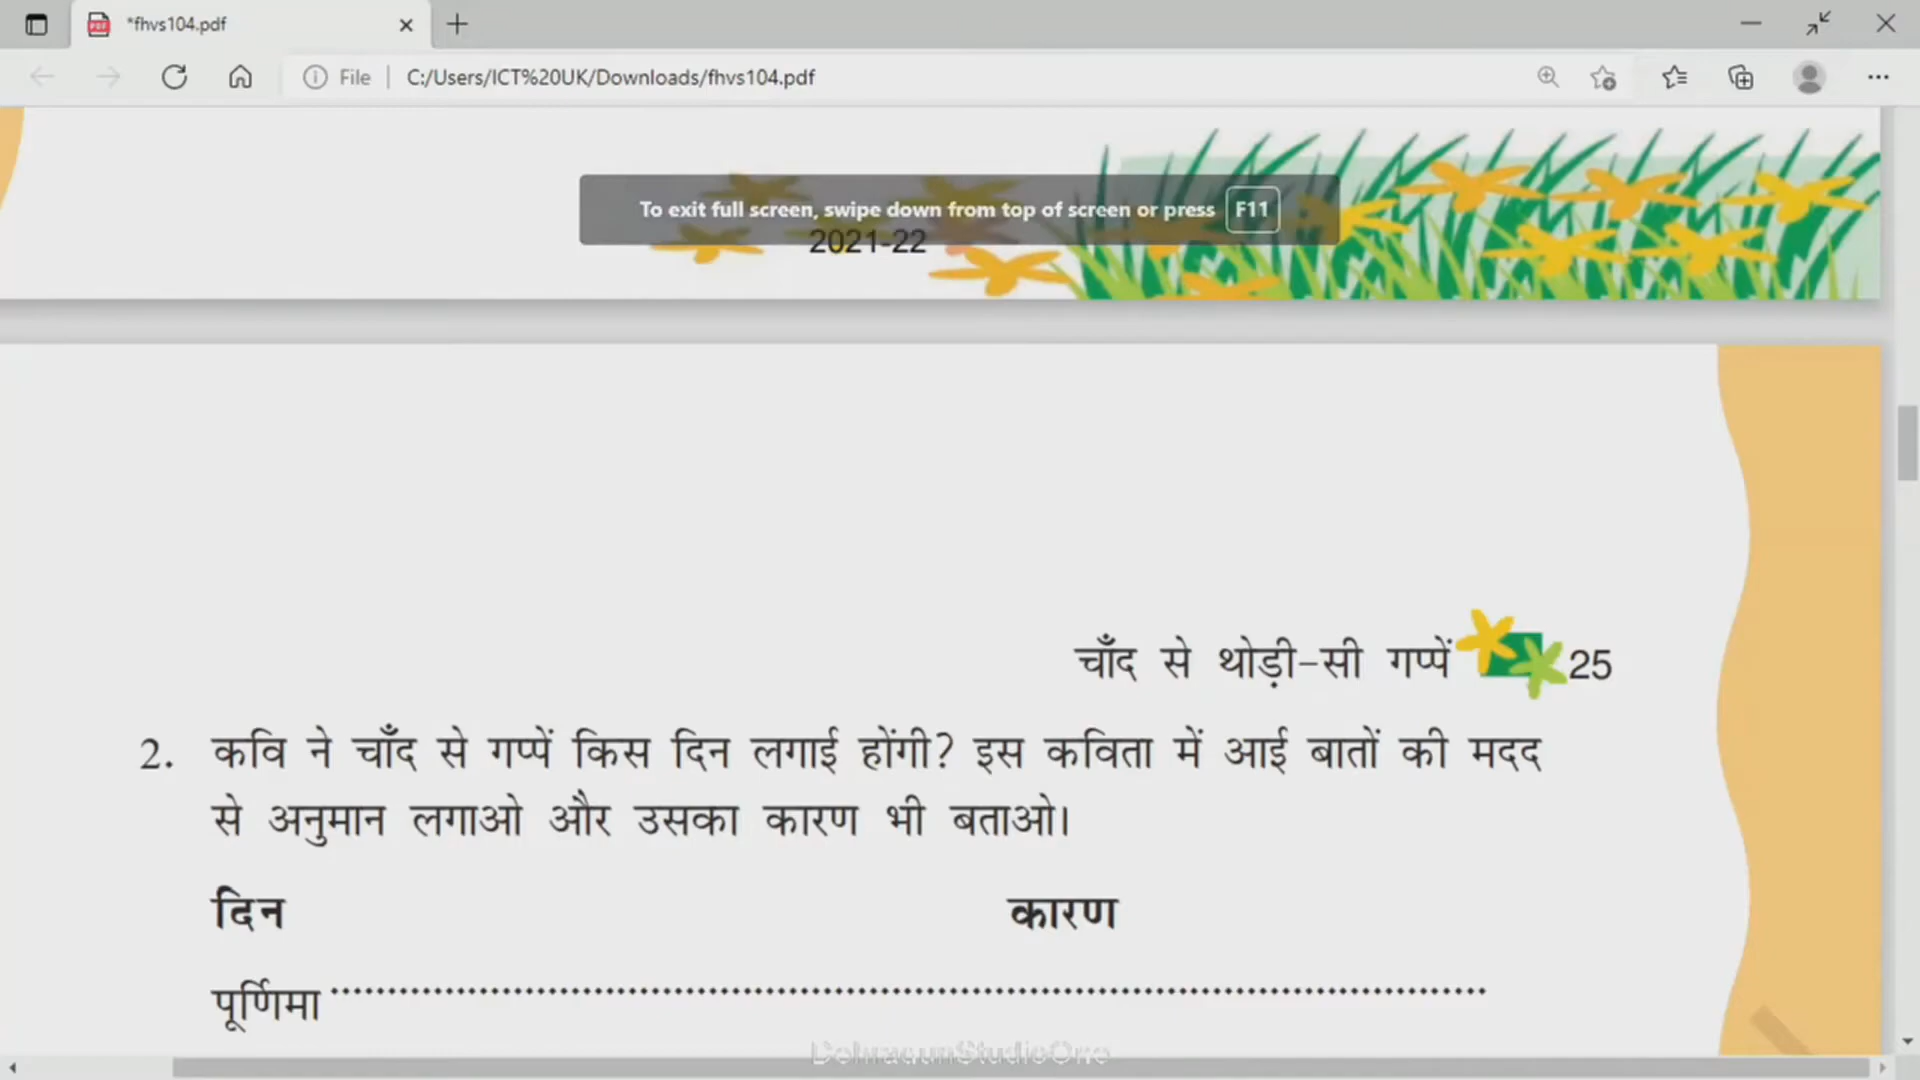 *fhvs104.pdf
File
C:/Users/ICT%20UK/Downloads/fhvs104.pdf
To exit full screen, swipe down from top of screen or press F11
2021-22
चाँद से थोड़ी-सी गप्पें 25
2. कवि ने चाँद से गप्पें किस दिन लगाई होंगी? इस कविता में आई बातों की मदद
से अनुमान लगाओ और उसका कारण भी बताओ।
दिन कारण
पूर्णिमा ................................................................................